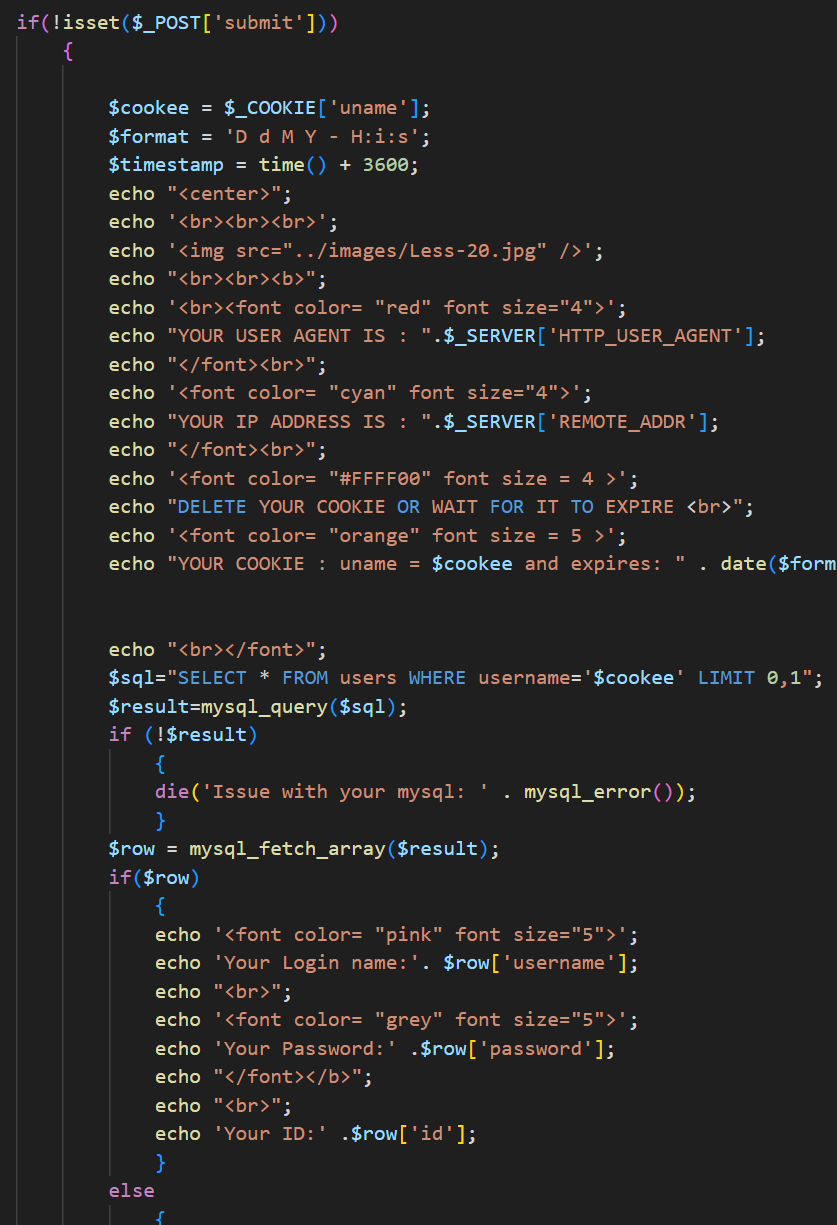 if(!isset($_POST['submit']))
{
$cookee = $_COOKIE['uname'];
$format = 'D d M Y - H:i:s';
$timestamp = time() + 3600;
echo "<center>";
echo '<br><br><br>';
echo '<img src="../images/Less-20.jpg" />';
echo "<br><br><b>";
echo '<br><font color= "red" font size="4">';
echo "YOUR USER AGENT IS : ".$_SERVER['HTTP_USER_AGENT'];
echo "</font><br>";
echo '<font color= "cyan" font size="4">';
echo "YOUR IP ADDRESS IS : ".$_SERVER['REMOTE_ADDR'];
echo "</font><br>";
echo '<font color= "#FFFF00" font size = 4 >';
echo "DELETE YOUR COOKIE OR WAIT FOR IT TO EXPIRE <br>";
echo '<font color= "orange" font size = 5 >';
echo "YOUR COOKIE : uname = $cookee and expires: " . date($form
echo "<br></font>";
$sql="SELECT * FROM users WHERE username='$cookee' LIMIT 0,1";
$result=mysql_query($sql);
if (!$result)
{
die('Issue with your mysql: ' . mysql_error());
}
$row = mysql_fetch_array($result);
if($row)
{
echo '<font color= "pink" font size="5">';
echo 'Your Login name:'. $row['username'];
echo "<br>";
echo '<font color= "grey" font size="5">';
echo 'Your Password:' .$row['password'];
echo "</font></b>";
echo "<br>";
echo 'Your ID:' .$row['id'];
}
else
{